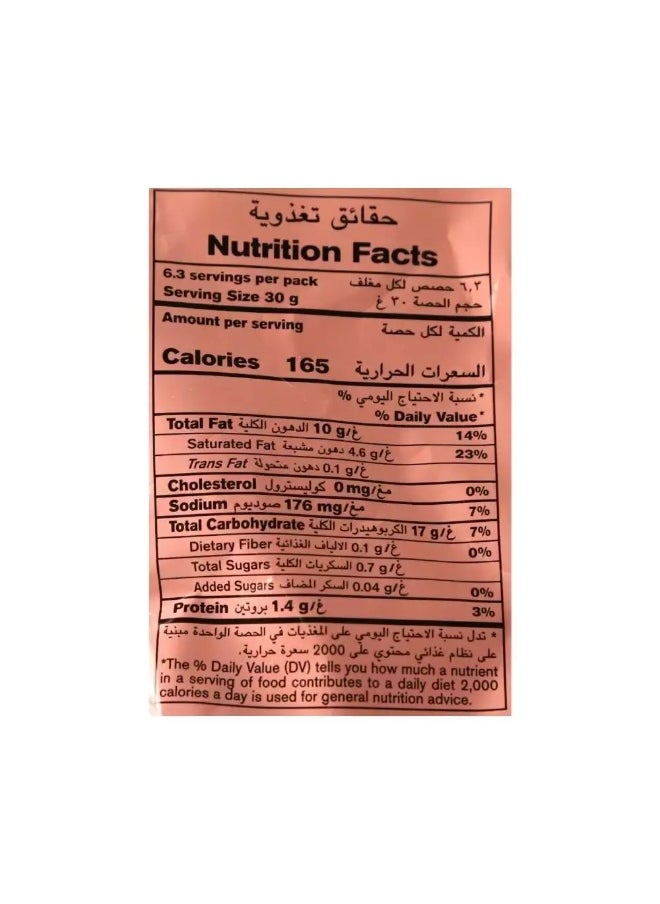 حقائق تغذوية
Nutrition Facts
6.3 servings per pack ٦,٣ حصص لكل مغلف
Serving Size 30 g حجم الحصة ٣٠ غ
Amount per serving الكمية لكل حصة
Calories 165 السعرات الحرارية
*نسبة الاحتياج اليومي %
% Daily Value*
Total Fat الدهون الكلية 10 g/غ 14%
Saturated Fat دهون مشبعة 4.6 g/غ 23%
Trans Fat دهون متحولة 0.1 g/غ
Cholesterol كوليسترول 0 mg/مغ 0%
Sodium صوديوم 176 mg/مغ 7%
Total Carbohydrate الكربوهيدرات الكلية 17 g/غ 7%
Dietary Fiber الالياف الغذائية 0.1 g/غ 0%
Total Sugars السكريات الكلية 0.7 g/غ
Added Sugars السكر المضاف 0.04 g/غ 0%
Protein بروتين 1.4 g/غ 3%
* تدل نسبة الاحتياج اليومي على المغذيات في الحصة الواحدة مبنية
على نظام غذائي محتوي على 2000 سعرة حرارية.
*The % Daily Value (DV) tells you how much a nutrient
in a serving of food contributes to a daily diet 2,000
calories a day is used for general nutrition advice.